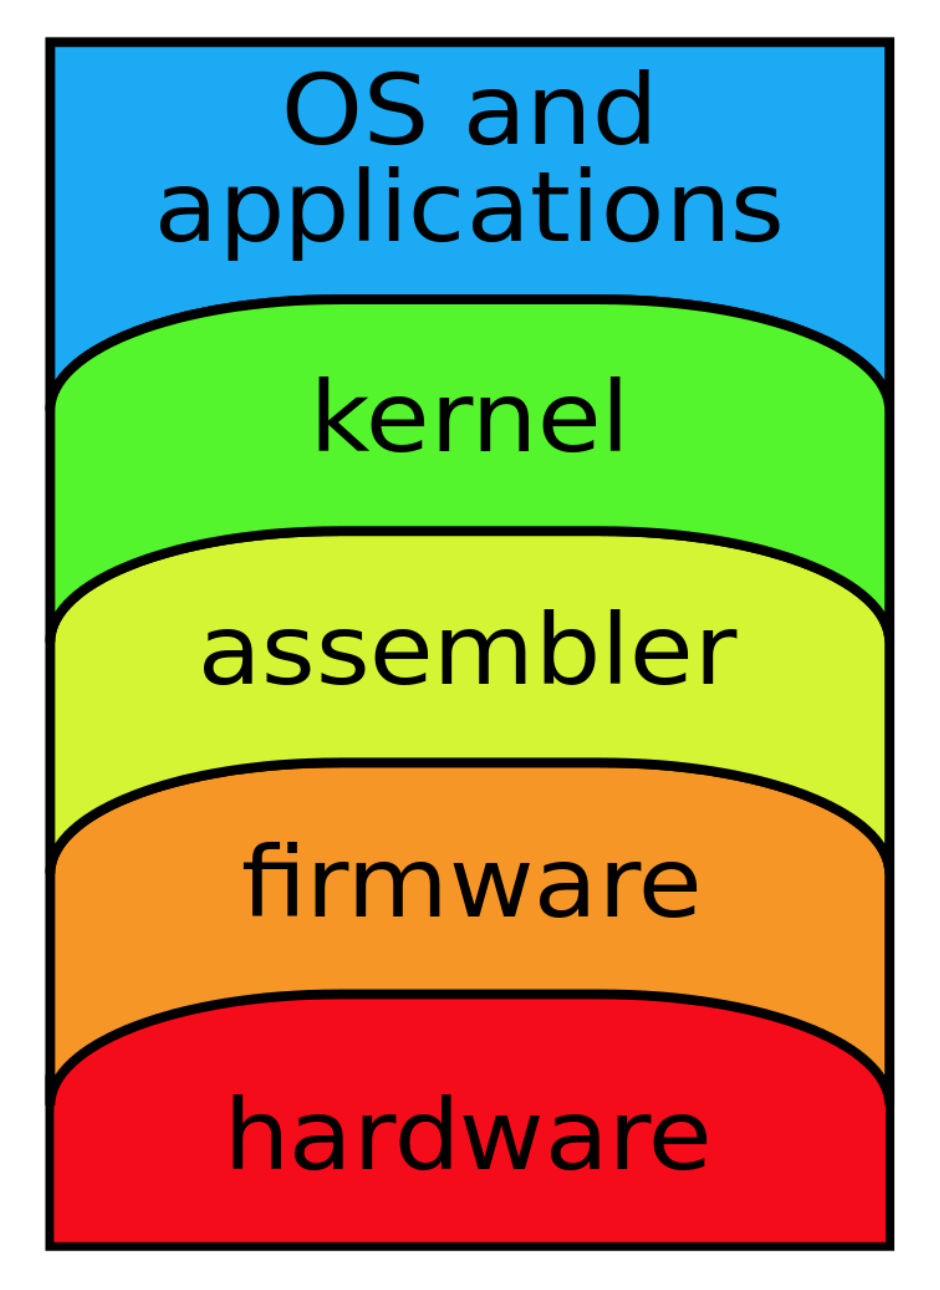 OS and
applications
kernel
assembler
firmware
hardware